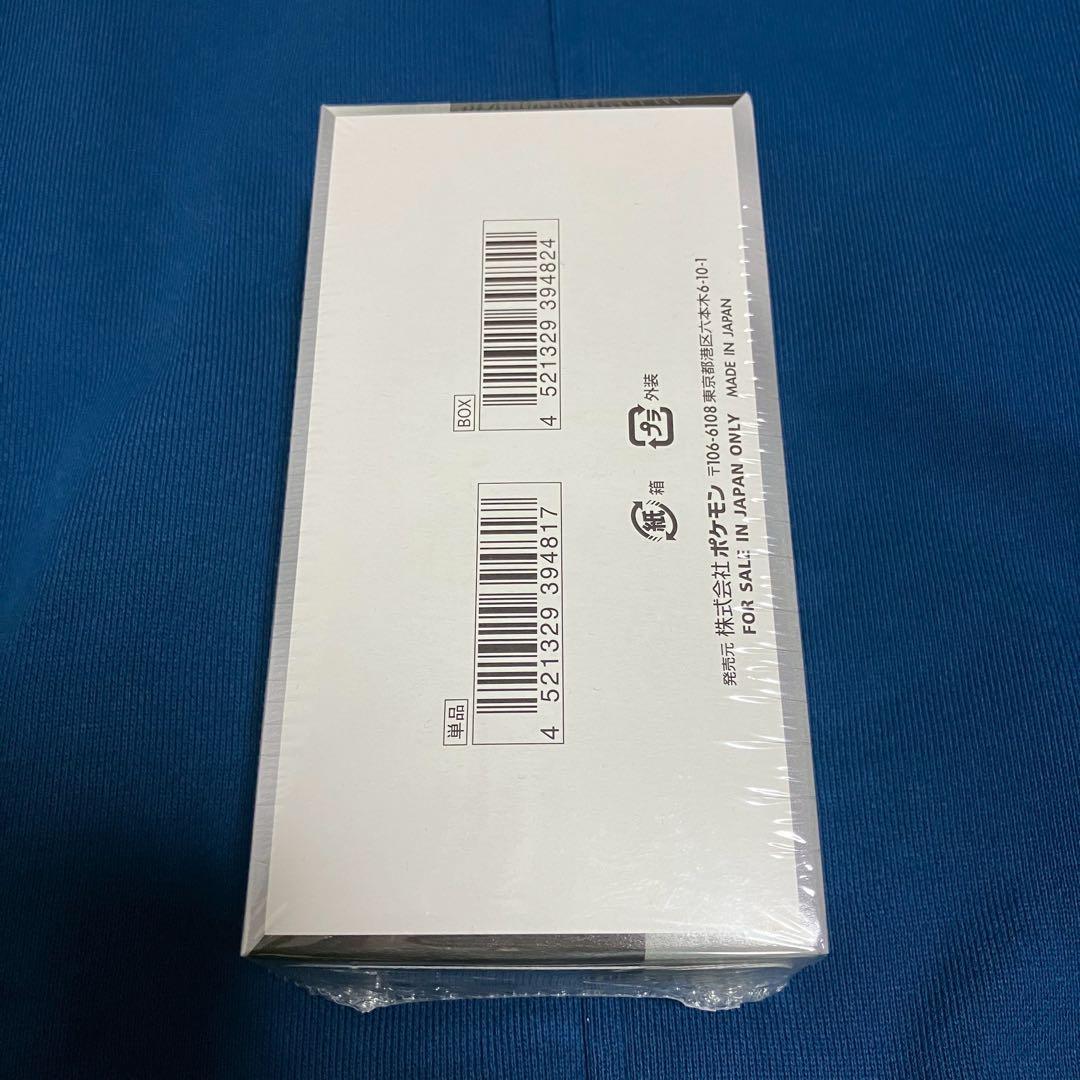 単品
4 521329 394817
BOX
4 521329 394824
紙 箱
プラ 外装
発売元 株式会社ポケモン 〒106-6108 東京都港区六本木6-10-1
FOR SALE IN JAPAN ONLY MADE IN JAPAN